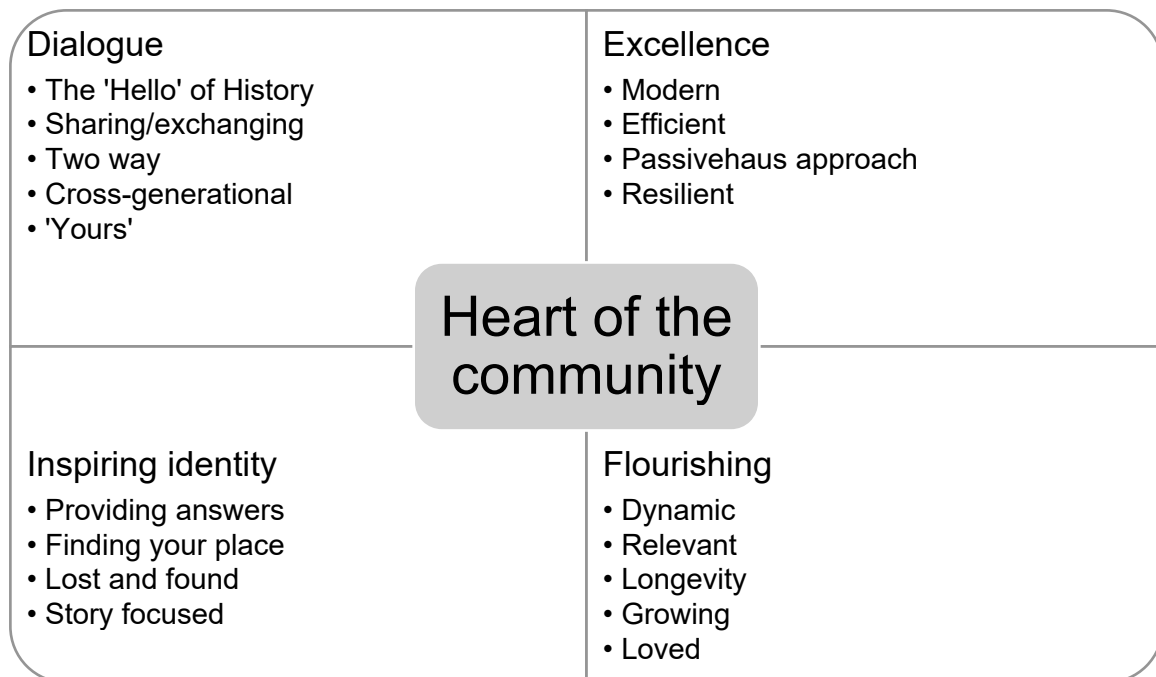 Dialogue
• The 'Hello' of History
• Sharing/exchanging
• Two way
• Cross-generational
• 'Yours'
Excellence
• Modern
• Efficient
• Passivehaus approach
• Resilient
Heart of the
community
Inspiring identity
• Providing answers
• Finding your place
• Lost and found
• Story focused
Flourishing
• Dynamic
• Relevant
• Longevity
• Growing
• Loved